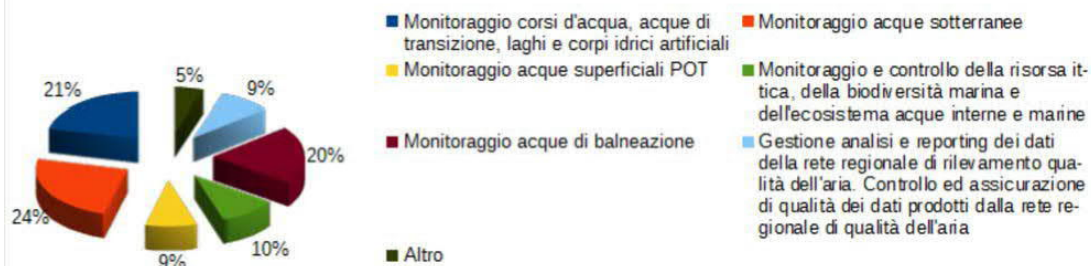 5%
21%
9%
20%
24%
10%
9%
Monitoraggio corsi d'acqua, acque di
transizione, laghi e corpi idrici artificiali
Monitoraggio acque sotterranee
Monitoraggio acque superficiali POT
Monitoraggio e controllo della risorsa it-
tica, della biodiversità marina e
dell'ecosistema acque interne e marine
Monitoraggio acque di balneazione
Gestione analisi e reporting dei dati
della rete regionale di rilevamento qua-
lità dell'aria. Controllo ed assicurazione
di qualità dei dati prodotti dalla rete re-
gionale di qualità dell'aria
Altro